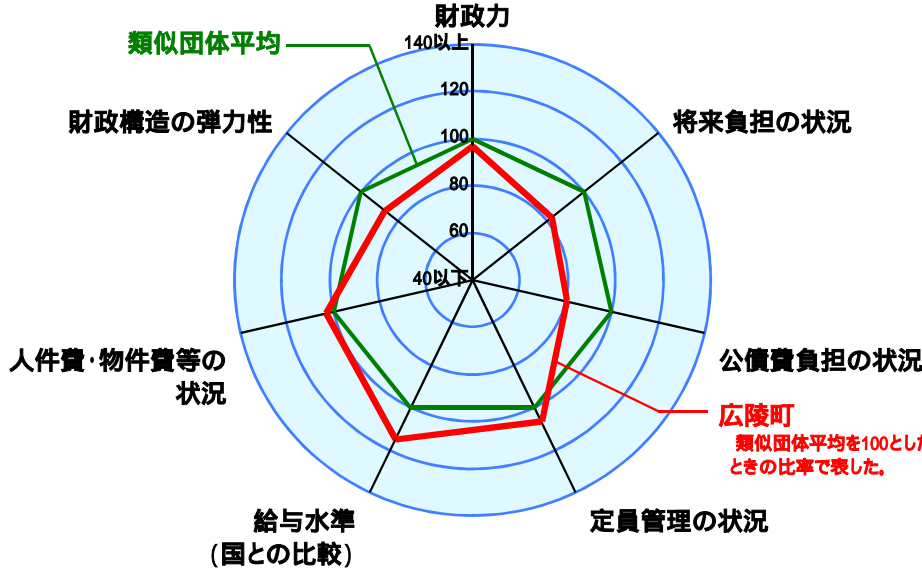 財政力
140以上
類似団体平均
120
財政構造の弾力性
将来負担の状況
100
80
60
40以下
人件費・物件費等の
状況
公債費負担の状況
広陵町
類似団体平均を100とした
ときの比率で表した。
給与水準
(国との比較)
定員管理の状況